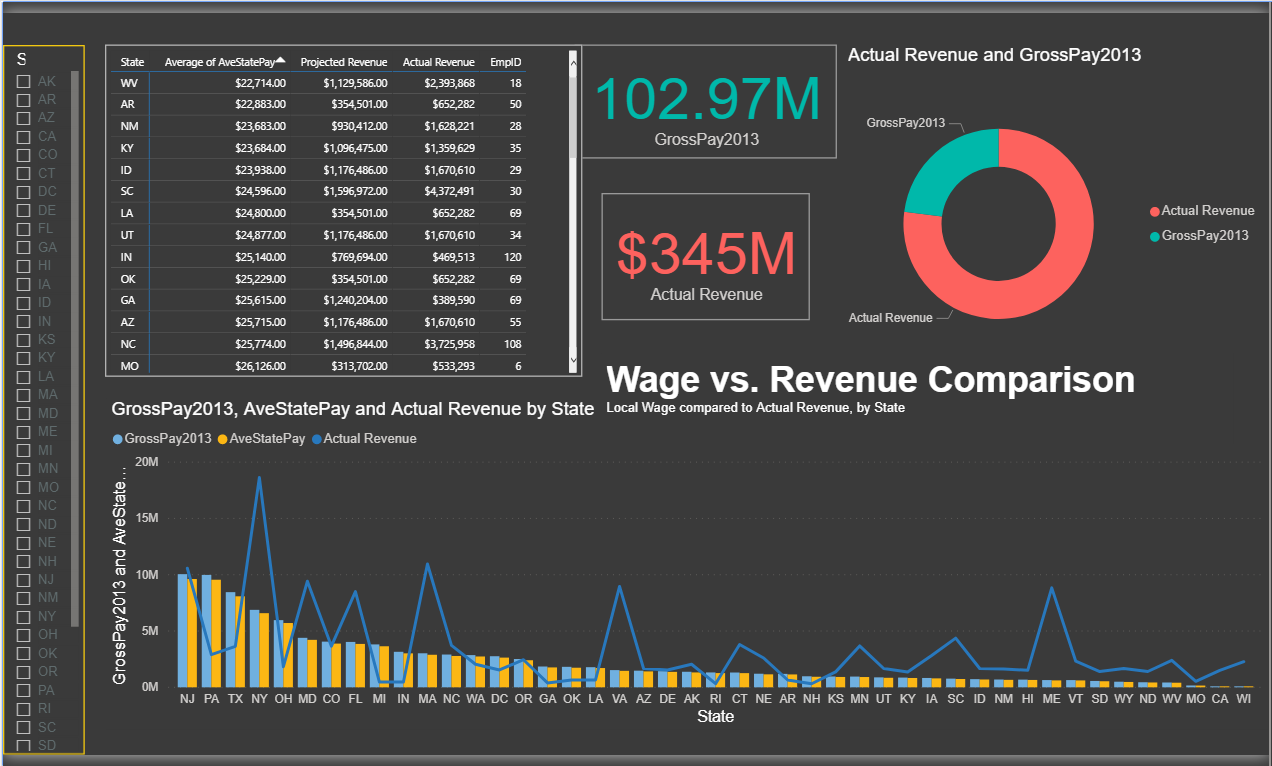 S
AK
AR
AZ
CA
CO
CT
DC
DE
FL
GA
HI
IA
ID
IN
KS
KY
LA
MA
MD
ME
MI
MN
MO
NC
ND
NE
NH
NJ
NM
NY
OH
OK
OR
PA
RI
SC
SD
State Average of AveStatePay Projected Revenue Actual Revenue EmpID
WV $22,714.00 $1,129,586.00 $2,393,868 18
AR $22,883.00 $354,501.00 $652,282 50
NM $23,683.00 $930,412.00 $1,628,221 28
KY $23,684.00 $1,096,475.00 $1,359,629 35
ID $23,938.00 $1,176,486.00 $1,670,610 29
SC $24,596.00 $1,596,972.00 $4,372,491 30
LA $24,800.00 $354,501.00 $652,282 69
UT $24,877.00 $1,176,486.00 $1,670,610 34
IN $25,140.00 $769,694.00 $469,513 120
OK $25,229.00 $354,501.00 $652,282 69
GA $25,615.00 $1,240,204.00 $389,590 69
AZ $25,715.00 $1,176,486.00 $1,670,610 55
NC $25,774.00 $1,496,844.00 $3,725,958 108
MO $26,126.00 $313,702.00 $533,293 6
102.97M
GrossPay2013
$345M
Actual Revenue
Actual Revenue and GrossPay2013
GrossPay2013
Actual Revenue
Actual Revenue
GrossPay2013
Wage vs. Revenue Comparison
Local Wage compared to Actual Revenue, by State
GrossPay2013, AveStatePay and Actual Revenue by State
GrossPay2013 AveStatePay Actual Revenue
GrossPay2013 and AveState...
20M
15M
10M
5M
0M
NJ PA TX NY OH MD CO FL MI IN MA NC WA DC OR GA OK LA VA AZ DE AK RI CT NE AR NH KS MN UT KY IA SC ID NM HI ME VT SD WY ND WV MO CA WI
State